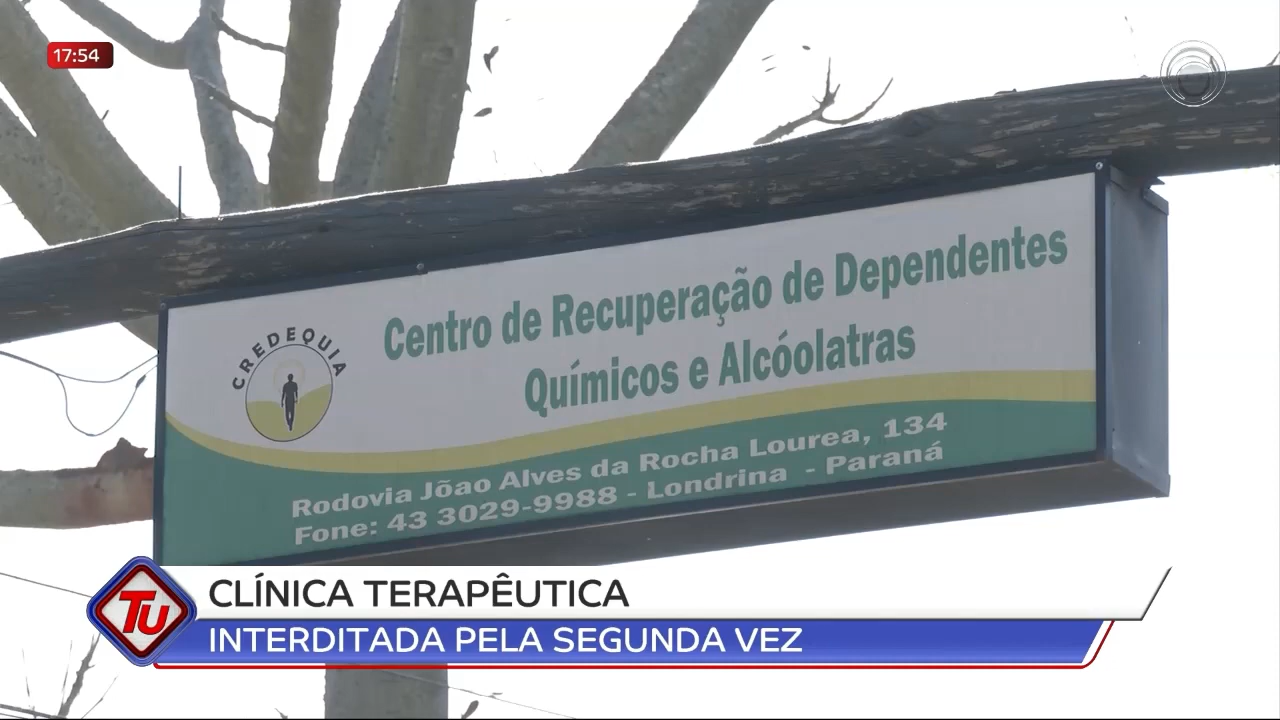 17:54
CREDEQUIA
Centro de Recuperação de Dependentes
Químicos e Alcóolatras
Rodovia Jõao Alves da Rocha Lourea, 134
Fone: 43 3029-9988 - Londrina - Paraná
TU
CLÍNICA TERAPÊUTICA
INTERDITADA PELA SEGUNDA VEZ